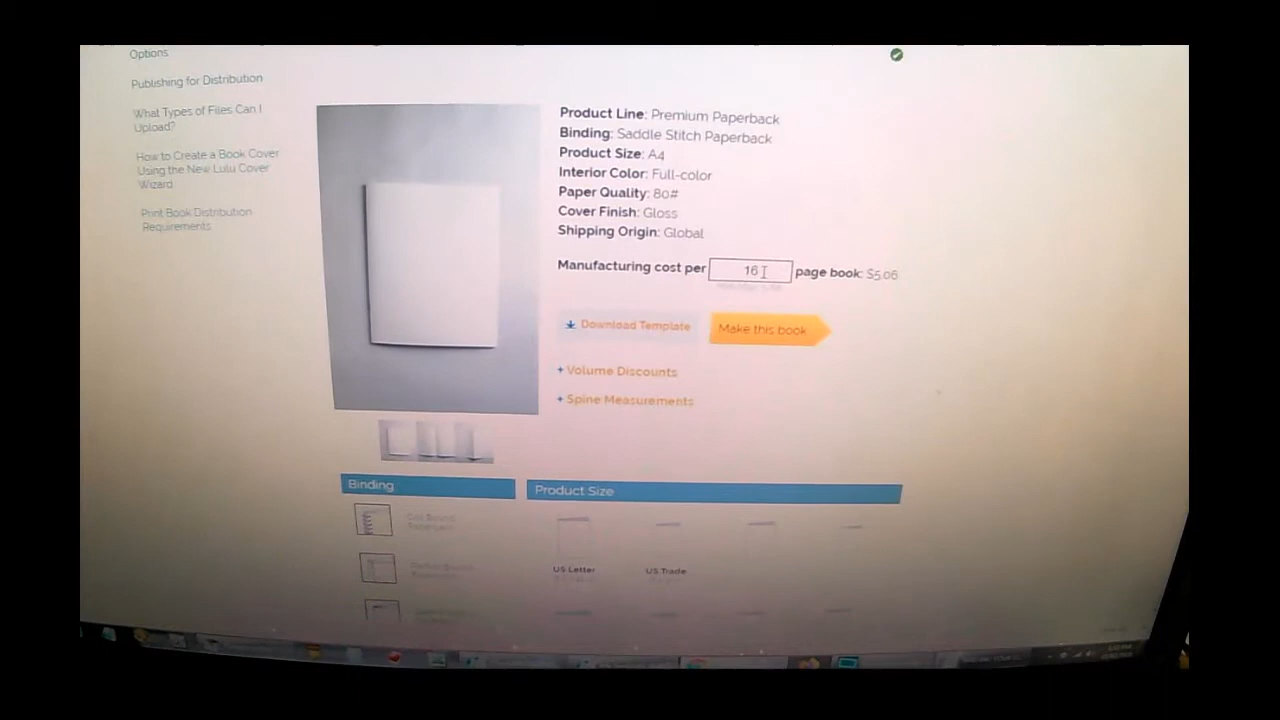 Options
Publishing for Distribution
What Types of Files Can I
Upload?
How to Create a Book Cover
Using the New Lulu Cover
Wizard
Print Book Distribution
Requirements
Product Line: Premium Paperback
Binding: Saddle Stitch Paperback
Product Size: A4
Interior Color: Full-color
Paper Quality: 80#
Cover Finish: Gloss
Shipping Origin: Global
Manufacturing cost per 16 page book: $5.06
Download Template
Make this book
+ Volume Discounts
+ Spine Measurements
Binding
Product Size
US Letter
US Trade